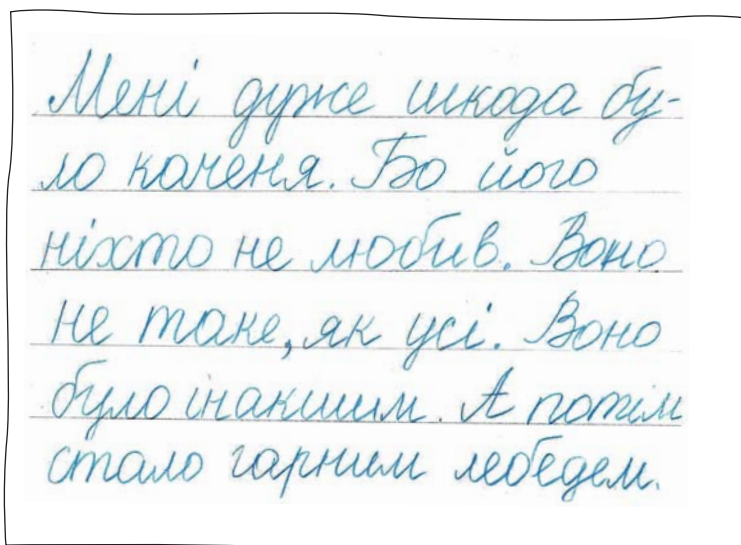 Мені дуже шкода бу-
ло каченя. Бо його
ніхто не любив. Воно
не таке, як усі. Воно
було інакшим. А потім
стало гарним лебедем.